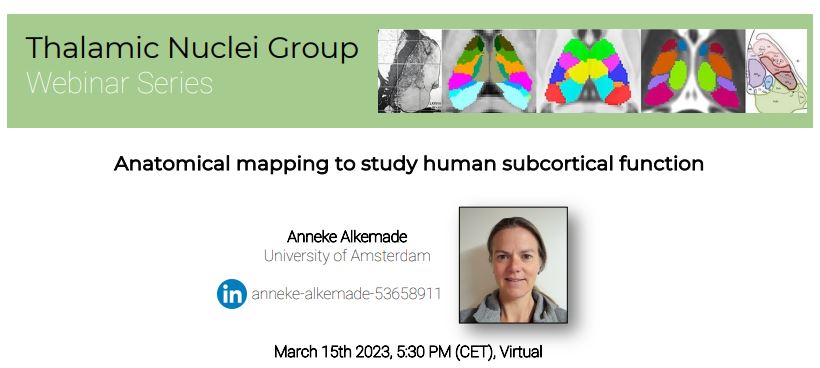 Thalamic Nuclei Group
Webinar Series
Anatomical mapping to study human subcortical function
Anneke Alkemade
University of Amsterdam
in anneke-alkemade-53658911
March 15th 2023, 5:30 PM (CET), Virtual